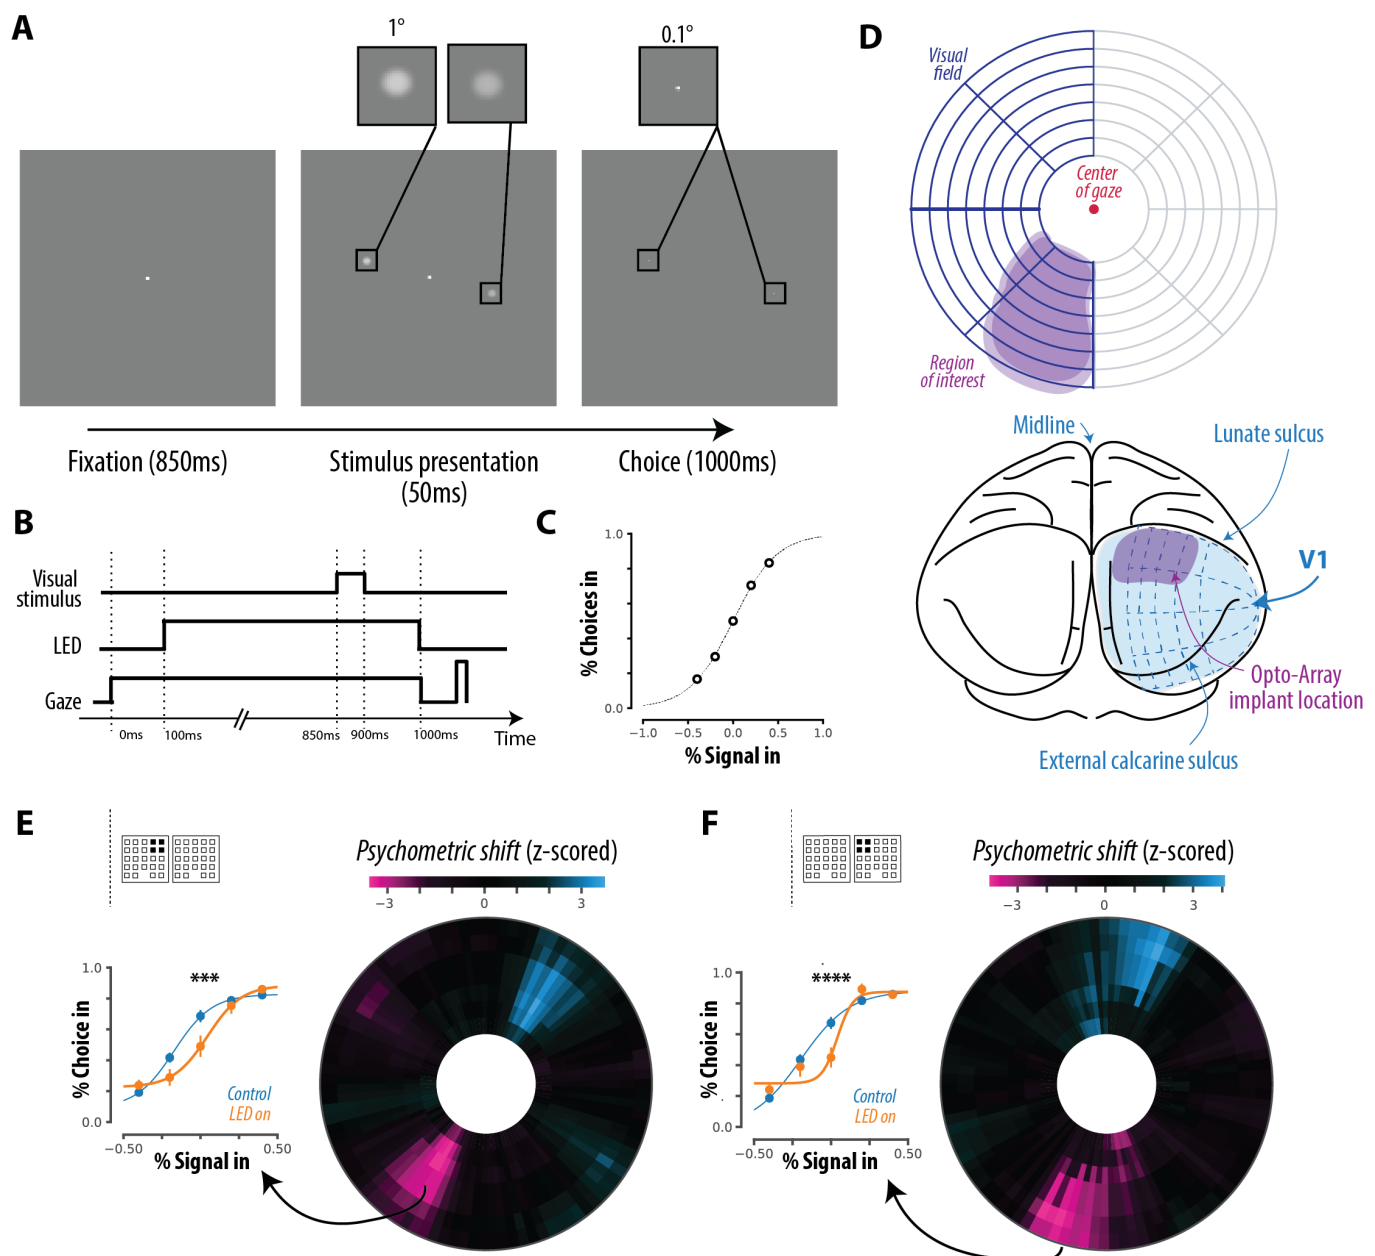 A
1°
0.1°
Fixation (850ms)
Stimulus presentation
(50ms)
Choice (1000ms)
B
Visual
stimulus
LED
Gaze
0ms
100ms
850ms
900ms
1000ms
Time
C
% Choices in
1.0
0.0
−1.0
−0.5
0.0
0.5
1.0
% Signal in
D
Visual
field
Center
of gaze
Region
of interest
Midline
Lunate sulcus
V1
Opto-Array
implant location
External calcarine sulcus
E
Psychometric shift (z-scored)
−3
0
3
***
1.0
% Choice in
0.0
Control
LED on
−0.50
0.50
% Signal in
F
Psychometric shift (z-scored)
−3
0
3
****
1.0
% Choice in
0.0
Control
LED on
−0.50
0.50
% Signal in